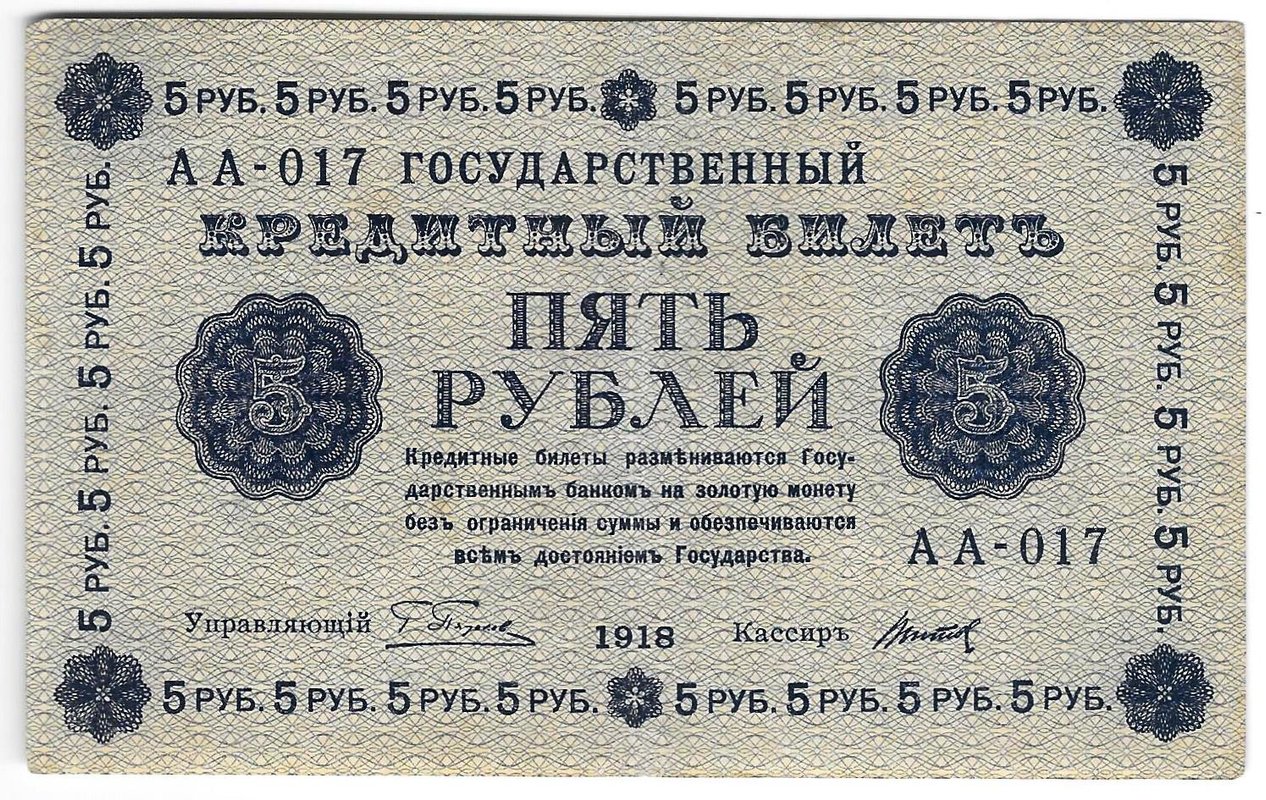 5 РУБ. 5 РУБ. 5 РУБ. 5 РУБ. 5 РУБ. 5 РУБ. 5 РУБ. 5 РУБ.
АА-017 ГОСУДАРСТВЕННЫЙ
КРЕДИТНЫЙ БИЛЕТЪ
ПЯТЬ
РУБЛЕЙ
5
5
Кредитные билеты размѣниваются Госу-
дарственнымъ банкомъ на золотую монету
безъ ограниченія суммы и обезпечиваются
всѣмъ достояніемъ Государства.
АА-017
Управляющій
1918 Кассиръ
5 РУБ. 5 РУБ. 5 РУБ. 5 РУБ. 5 РУБ. 5 РУБ. 5 РУБ. 5 РУБ.
5 РУБ. 5 РУБ. 5 РУБ. 5 РУБ.
5 РУБ. 5 РУБ. 5 РУБ. 5 РУБ.